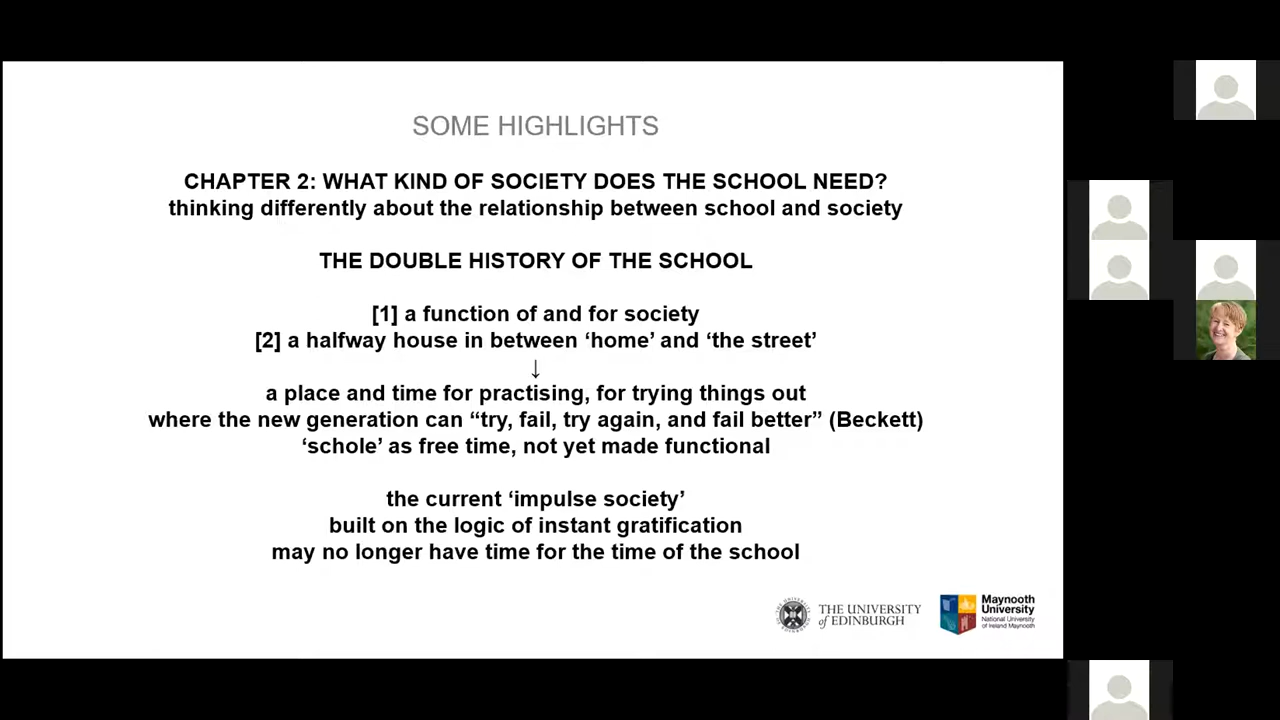 SOME HIGHLIGHTS
CHAPTER 2: WHAT KIND OF SOCIETY DOES THE SCHOOL NEED?
thinking differently about the relationship between school and society
THE DOUBLE HISTORY OF THE SCHOOL
[1] a function of and for society
[2] a halfway house in between ‘home’ and ‘the street’
↓
a place and time for practising, for trying things out
where the new generation can “try, fail, try again, and fail better” (Beckett)
‘schole’ as free time, not yet made functional
the current ‘impulse society’
built on the logic of instant gratification
may no longer have time for the time of the school
THE UNIVERSITY
of EDINBURGH
Maynooth
University
National University
of Ireland Maynooth